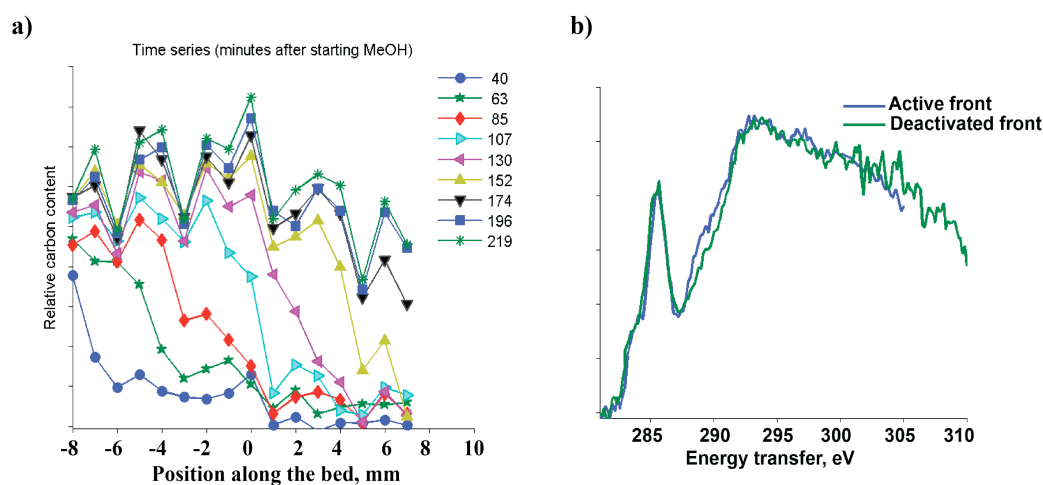 a)
Time series (minutes after starting MeOH)
40
63
85
107
130
152
174
196
219
Relative carbon content
-8 -6 -4 -2 0 2 4 6 8 10
Position along the bed, mm
b)
Active front
Deactivated front
285 290 295 300 305 310
Energy transfer, eV